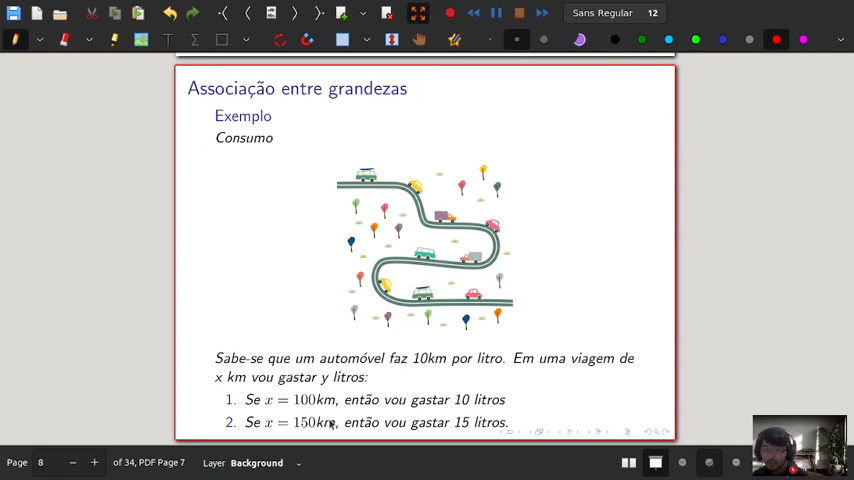 Sans Regular 12
Associação entre grandezas
Exemplo
Consumo
Sabe-se que um automóvel faz 10km por litro. Em uma viagem de
x km vou gastar y litros:
1. Se x = 100km, então vou gastar 10 litros
2. Se x = 150km, então vou gastar 15 litros.
Page 8 of 34, PDF Page 7 Layer Background